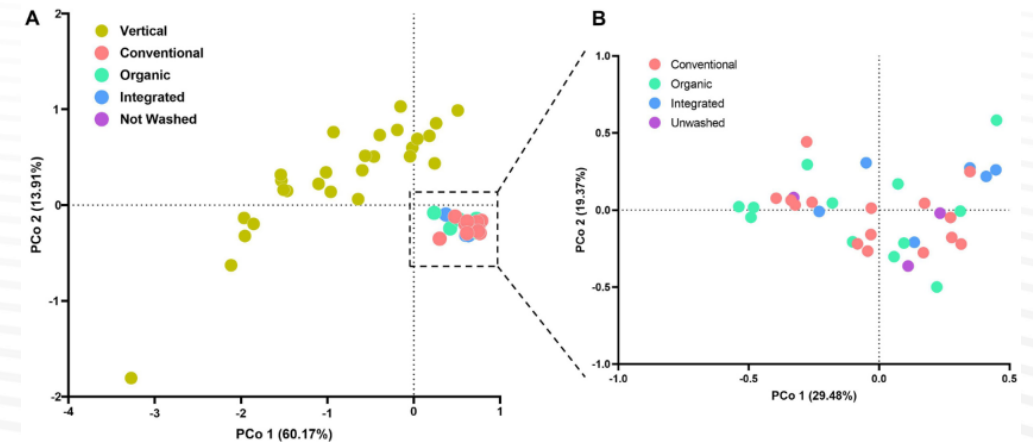 A
Vertical
Conventional
Organic
Integrated
Not Washed
2
1
0
-1
-2
PCo 2 (13.91%)
-4
-3
-2
-1
0
1
PCo 1 (60.17%)
B
Conventional
Organic
Integrated
Unwashed
1.0
0.5
0.0
-0.5
-1.0
PCo 2 (19.37%)
-1.0
-0.5
0.0
0.5
PCo 1 (29.48%)